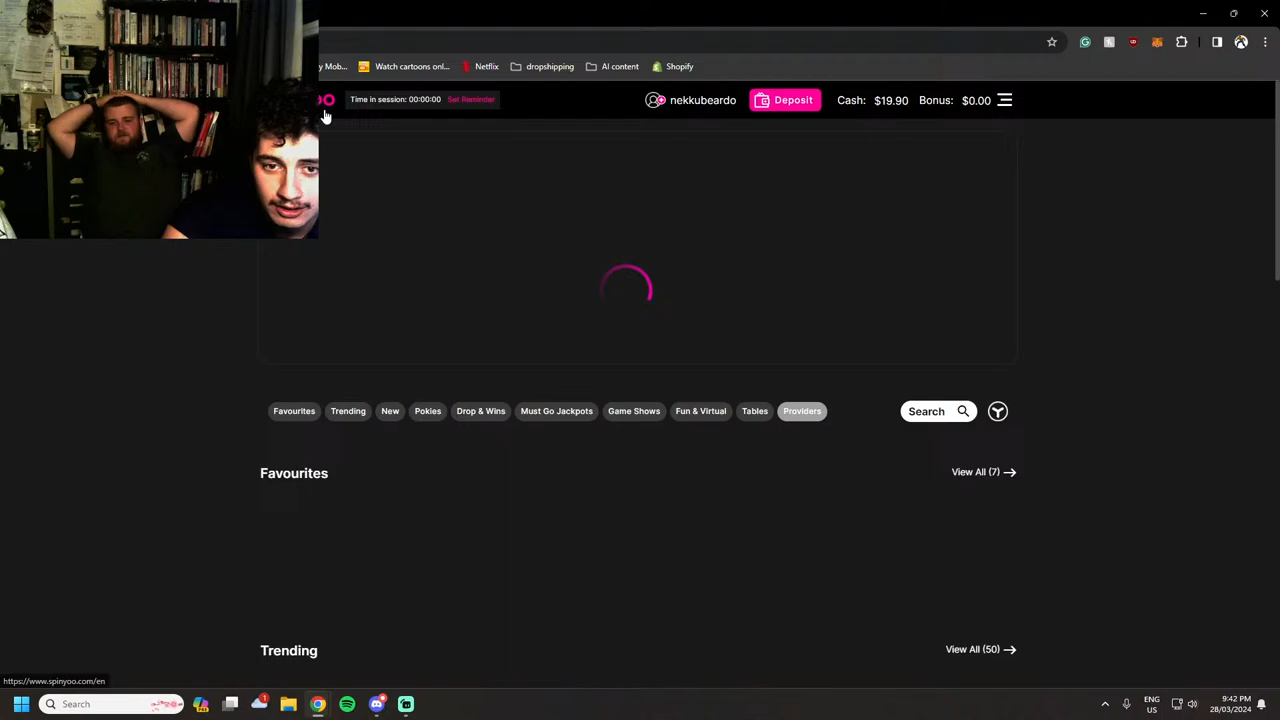 y Mob...
Watch cartoons onl...
Netflix
dropshipping
AI content
Shopify
Time in session: 00:00:00 Set Reminder
nekkubeardo
Deposit
Cash: $19.90 Bonus: $0.00
Favourites
Trending
New
Pokies
Drop & Wins
Must Go Jackpots
Game Shows
Fun & Virtual
Tables
Providers
Search
Favourites
View All (7)
Trending
View All (50)
https://www.spinyoo.com/en
Search
1
ENG
US
9:42 PM
28/03/2024